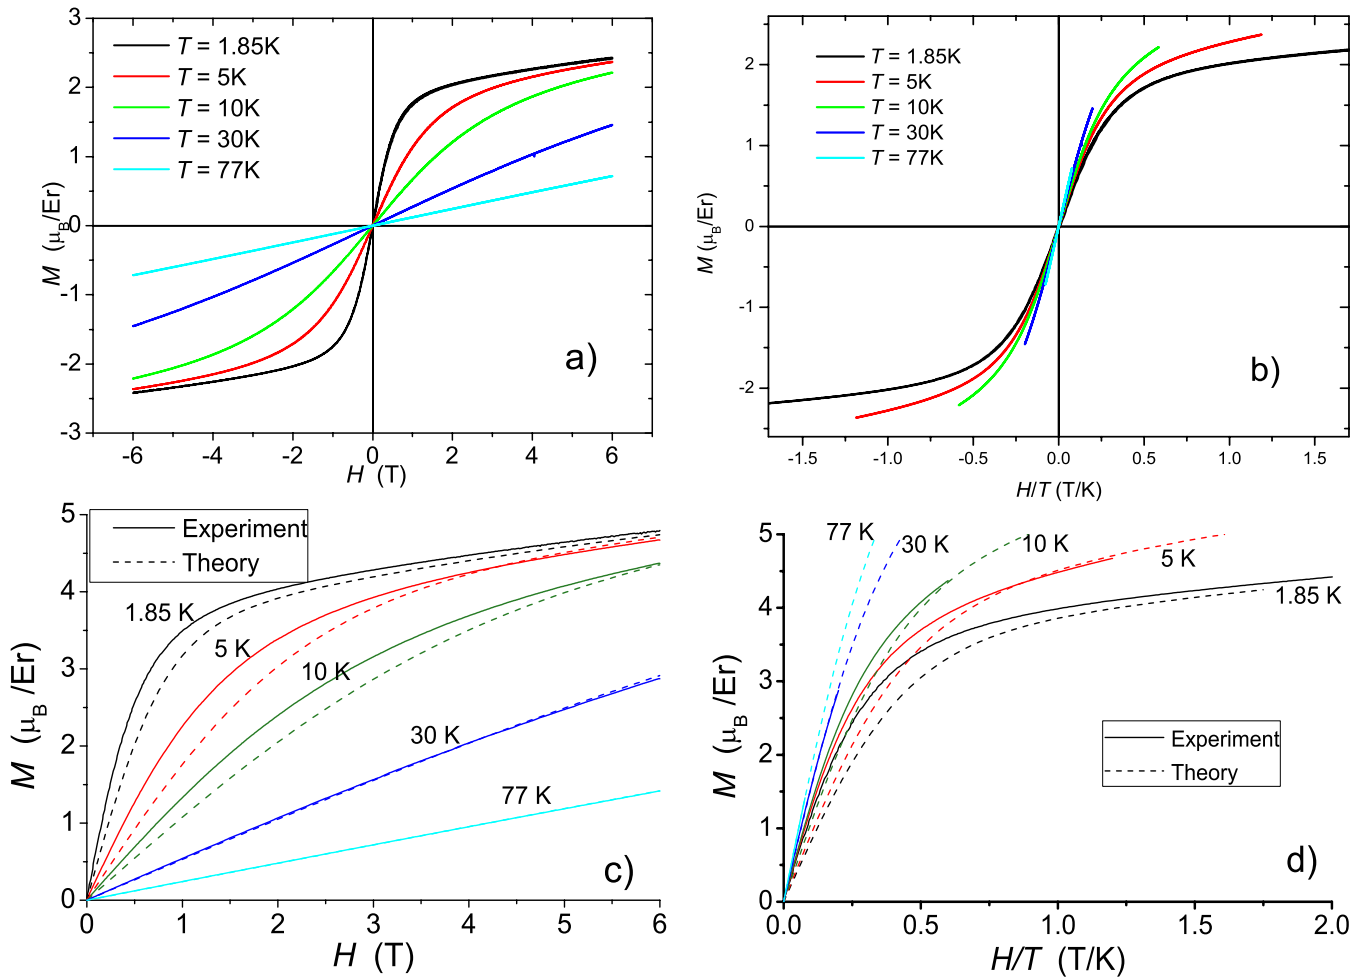 T = 1.85K
T = 5K
T = 10K
T = 30K
T = 77K
3
2
1
0
-1
-2
-3
-6
-4
-2
0
2
4
6
M (μB/Er)
H (T)
a)
T = 1.85K
T = 5K
T = 10K
T = 30K
T = 77K
2
1
0
-1
-2
-1.5
-1.0
-0.5
0.0
0.5
1.0
1.5
M (μB/Er)
H/T (T/K)
b)
Experiment
Theory
1.85 K
5 K
10 K
30 K
77 K
5
4
3
2
1
0
0
1
2
3
4
5
6
M (μB /Er)
H (T)
c)
77 K
30 K
10 K
5 K
1.85 K
Experiment
Theory
5
4
3
2
1
0
0.0
0.5
1.0
1.5
2.0
M (μB /Er)
H/T (T/K)
d)